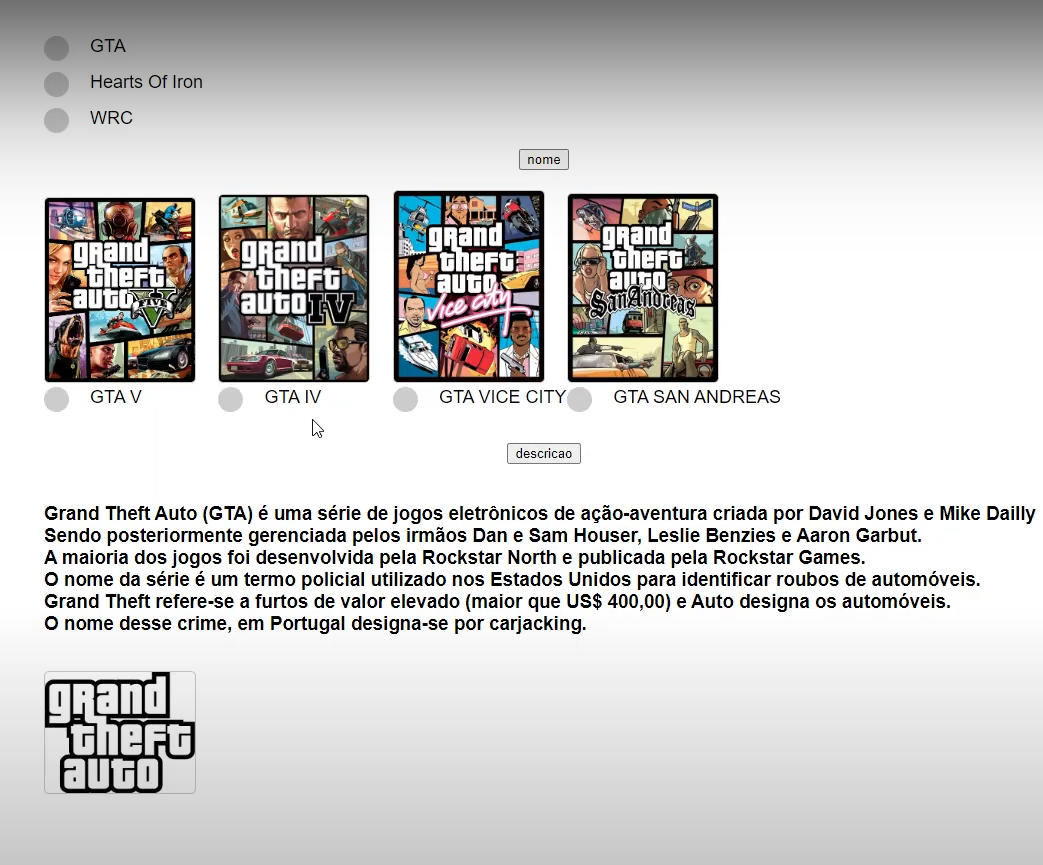 GTA
Hearts Of Iron
WRC
nome
grand
theft
auto
V
grand
theft
auto IV
grand
theft
auto
vice city
grand
theft
auto
San Andreas
GTA V
GTA IV
GTA VICE CITY
GTA SAN ANDREAS
descricao
Grand Theft Auto (GTA) é uma série de jogos eletrônicos de ação-aventura criada por David Jones e Mike Dailly
Sendo posteriormente gerenciada pelos irmãos Dan e Sam Houser, Leslie Benzies e Aaron Garbut.
A maioria dos jogos foi desenvolvida pela Rockstar North e publicada pela Rockstar Games.
O nome da série é um termo policial utilizado nos Estados Unidos para identificar roubos de automóveis.
Grand Theft refere-se a furtos de valor elevado (maior que US$ 400,00) e Auto designa os automóveis.
O nome desse crime, em Portugal designa-se por carjacking.
grand
theft
auto